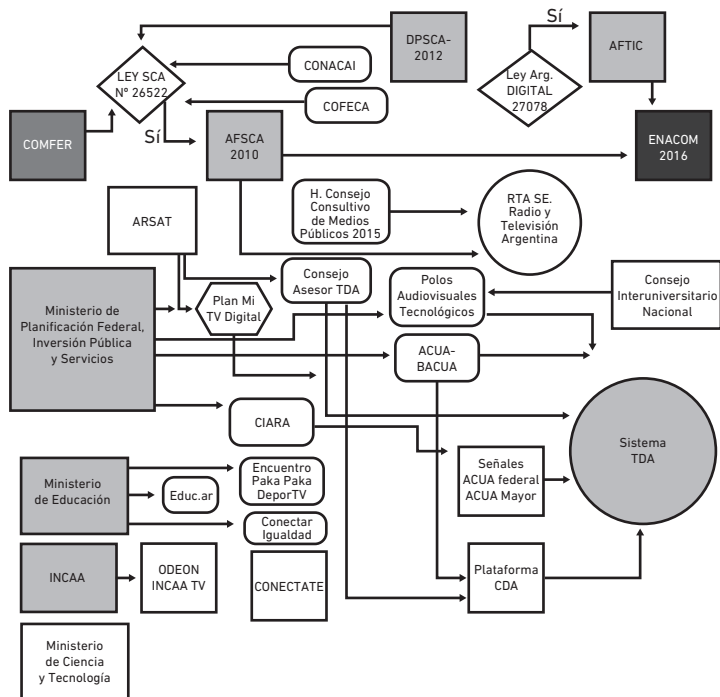 DPSCA-
2012
Sí
AFTIC
LEY SCA
Nº 26522
CONACAI
Ley Arg.
DIGITAL
27078
COFECA
COMFER
Sí
AFSCA
2010
ENACOM
2016
ARSAT
H. Consejo
Consultivo
de Medios
Públicos 2015
RTA SE.
Radio y
Televisión
Argentina
Ministerio de
Planificación Federal,
Inversión Pública
y Servicios
Plan Mi
TV Digital
Consejo
Asesor TDA
Polos
Audiovisuales
Tecnológicos
Consejo
Interuniversitario
Nacional
ACUA-
BACUA
CIARA
Sistema
TDA
Señales
ACUA federal
ACUA Mayor
Ministerio
de Educación
Educ.ar
Encuentro
Paka Paka
DeporTV
Conectar
Igualdad
INCAA
ODEON
INCAA TV
CONECTATE
Plataforma
CDA
Ministerio
de Ciencia
y Tecnología